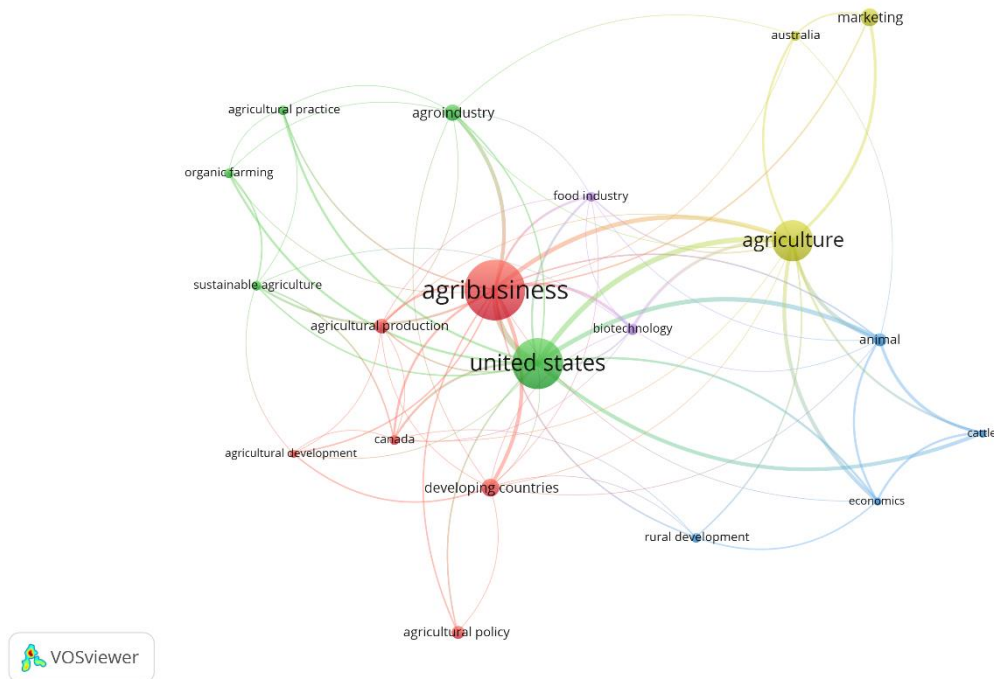 marketing
australia
agricultural practice
agroindustry
organic farming
food industry
agriculture
sustainable agriculture
agribusiness
agricultural production
biotechnology
animal
united states
cattle
canada
agricultural development
developing countries
economics
rural development
agricultural policy
VOSviewer